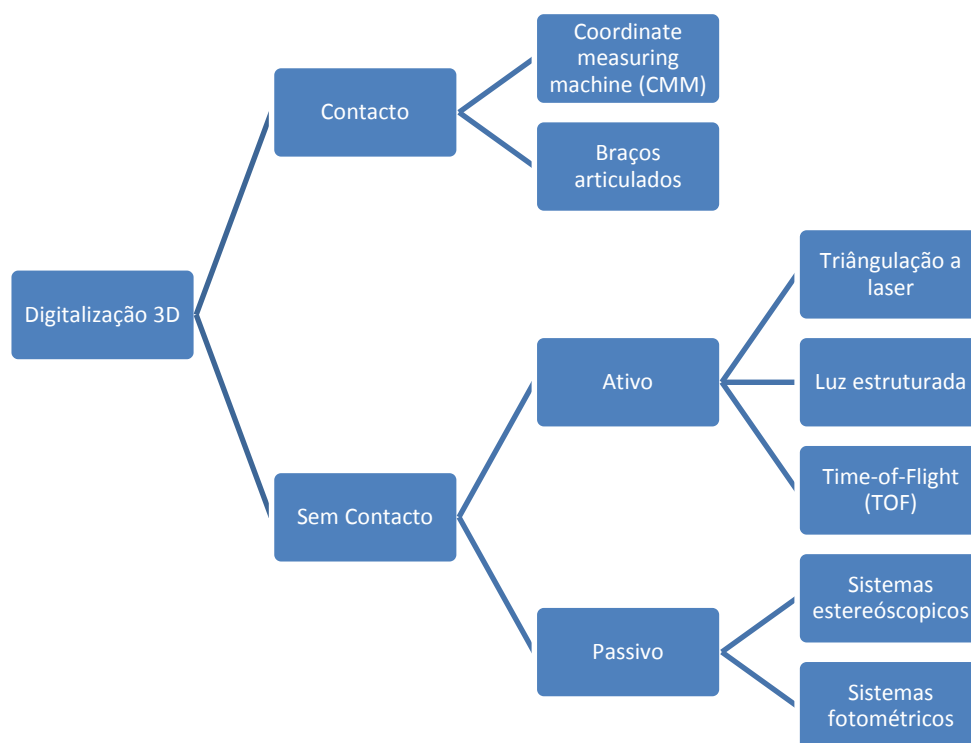 Digitalização 3D
Contacto
Coordinate
measuring
machine (CMM)
Braços
articulados
Sem Contacto
Ativo
Triângulação a
laser
Luz estruturada
Time-of-Flight
(TOF)
Passivo
Sistemas
estereóscopicos
Sistemas
fotométricos